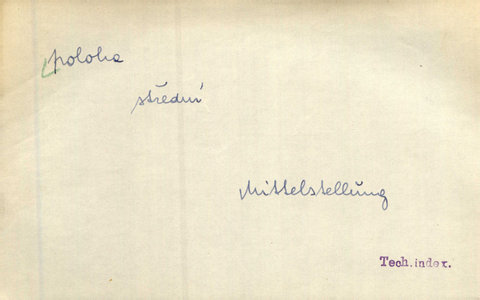 poloha
střední
Mittelstellung
Tech.index.